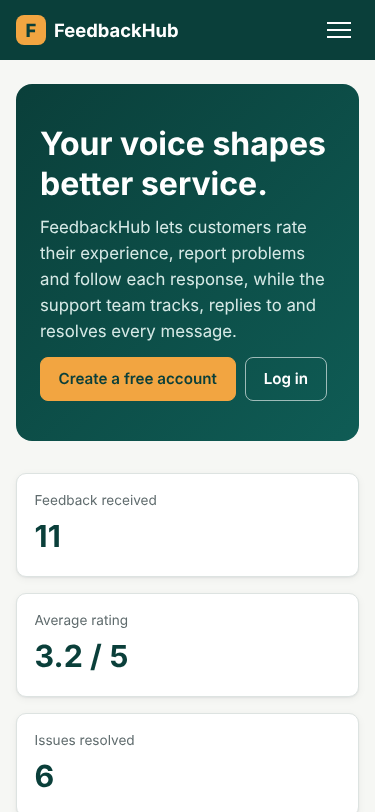 F FeedbackHub
Your voice shapes
better service.
FeedbackHub lets customers rate
their experience, report problems
and follow each response, while the
support team tracks, replies to and
resolves every message.
Create a free account Log in
Feedback received
11
Average rating
3.2 / 5
Issues resolved
6